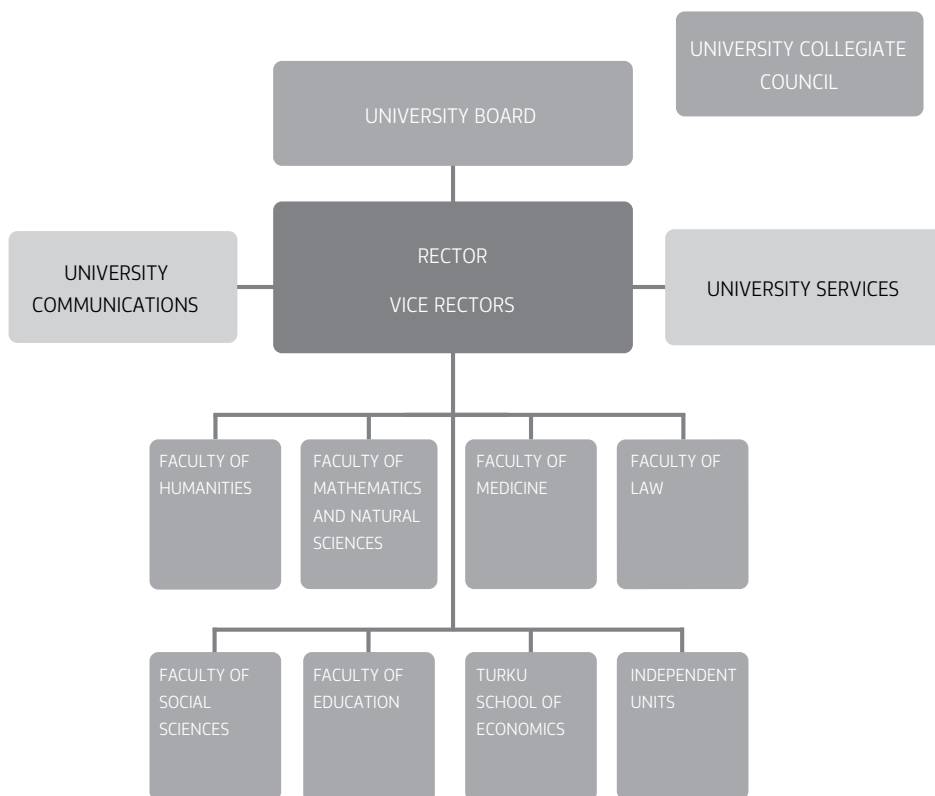 UNIVERSITY COLLEGIATE
COUNCIL
UNIVERSITY BOARD
RECTOR
VICE RECTORS
UNIVERSITY
COMMUNICATIONS
UNIVERSITY SERVICES
FACULTY OF
HUMANITIES
FACULTY OF
MATHEMATICS
AND NATURAL
SCIENCES
FACULTY OF
MEDICINE
FACULTY OF
LAW
FACULTY OF
SOCIAL
SCIENCES
FACULTY OF
EDUCATION
TURKU
SCHOOL OF
ECONOMICS
INDEPENDENT
UNITS